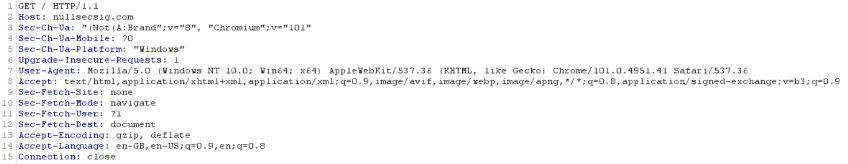 1 GET / HTTP/1.1
2 Host: nullsecsig.com
3 Sec-Ch-Ua: "(Not(A:Brand";v="8", "Chromium";v="101"
4 Sec-Ch-Ua-Mobile: ?0
5 Sec-Ch-Ua-Platform: "Windows"
6 Upgrade-Insecure-Requests: 1
7 User-Agent: Mozilla/5.0 (Windows NT 10.0; Win64; x64) AppleWebKit/537.36 (KHTML, like Gecko) Chrome/101.0.4951.41 Safari/537.36
8 Accept: text/html,application/xhtml+xml,application/xml;q=0.9,image/avif,image/webp,image/apng,*/*;q=0.8,application/signed-exchange;v=b3;q=0.9
9 Sec-Fetch-Site: none
10 Sec-Fetch-Mode: navigate
11 Sec-Fetch-User: ?1
12 Sec-Fetch-Dest: document
13 Accept-Encoding: gzip, deflate
14 Accept-Language: en-GB,en-US;q=0.9,en;q=0.8
15 Connection: close